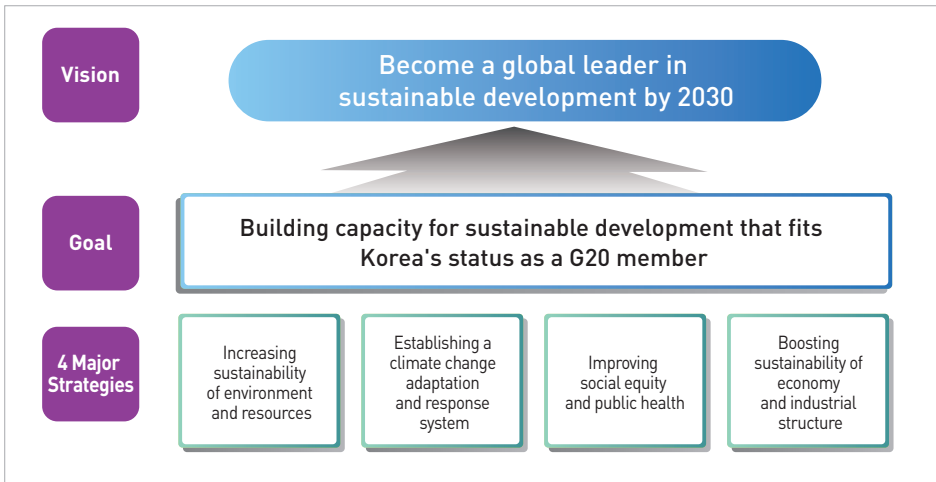 Vision
Become a global leader in
sustainable development by 2030
Goal
Building capacity for sustainable development that fits
Korea's status as a G20 member
4 Major
Strategies
Increasing
sustainability
of environment
and resources
Establishing a
climate change
adaptation
and response
system
Improving
social equity
and public health
Boosting
sustainability of
economy
and industrial
structure